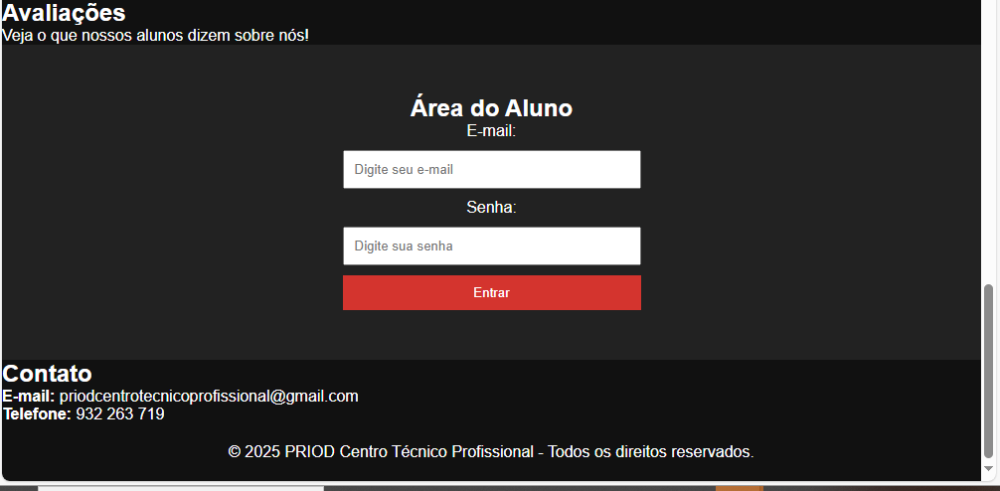 Avaliações
Veja o que nossos alunos dizem sobre nós!
Área do Aluno
E-mail:
Digite seu e-mail
Senha:
Digite sua senha
Entrar
Contato
E-mail: priodcentrotecnicoprofissional@gmail.com
Telefone: 932 263 719
© 2025 PRIOD Centro Técnico Profissional - Todos os direitos reservados.